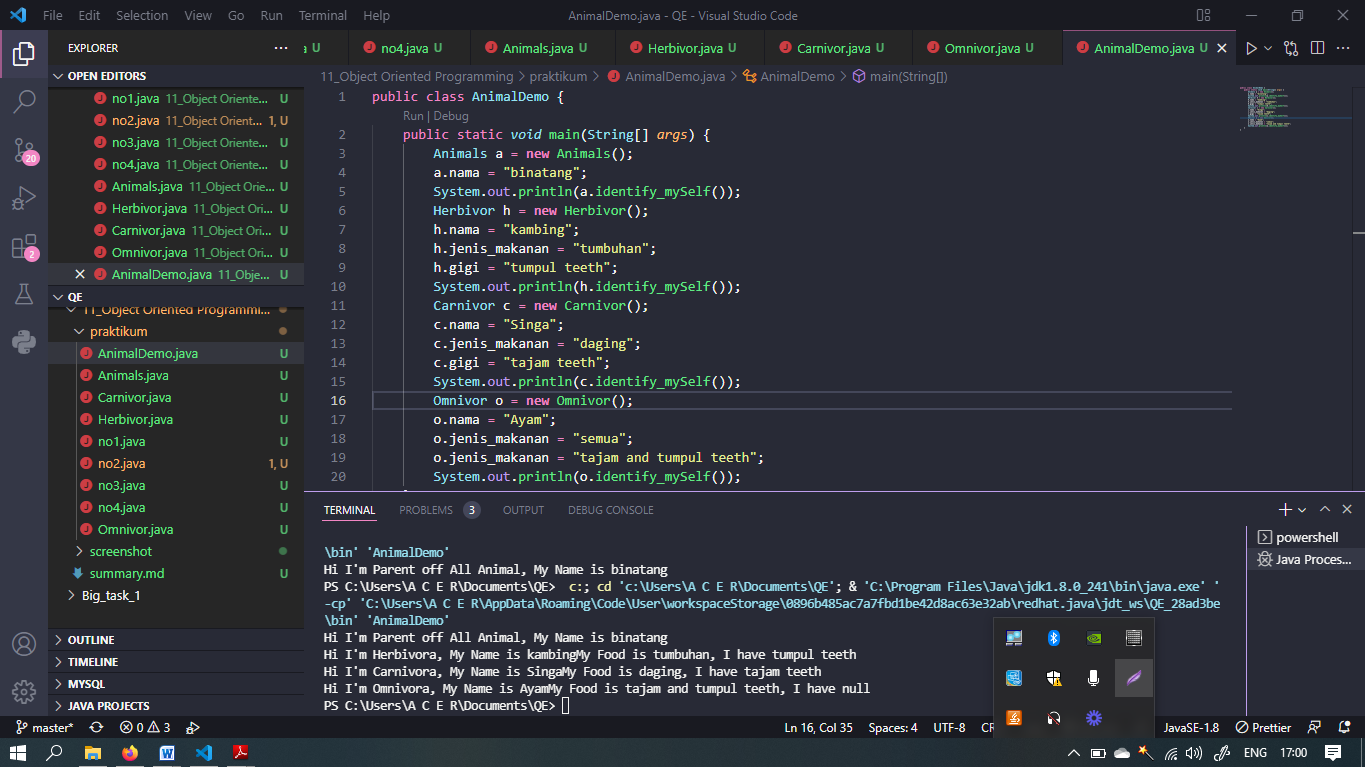 File Edit Selection View Go Run Terminal Help AnimalDemo.java - QE - Visual Studio Code
EXPLORER ...
a U no4.java U Animals.java U Herbivor.java U Carnivor.java U Omnivor.java U AnimalDemo.java U
OPEN EDITORS
no1.java 11_Object Oriente... U
no2.java 11_Object Oriente... 1, U
no3.java 11_Object Oriente... U
no4.java 11_Object Oriente... U
Animals.java 11_Object Orie... U
Herbivor.java 11_Object Ori... U
Carnivor.java 11_Object Ori... U
Omnivor.java 11_Object Ori... U
AnimalDemo.java 11_Obje... U
QE
11_Object Oriented Programmi...
praktikum
AnimalDemo.java U
Animals.java U
Carnivor.java U
Herbivor.java U
no1.java U
no2.java 1, U
no3.java U
no4.java U
Omnivor.java U
screenshot
summary.md U
Big_task_1
OUTLINE
TIMELINE
MYSQL
JAVA PROJECTS
20
2
11_Object Oriented Programming > praktikum > AnimalDemo.java > AnimalDemo > main(String[])
1 public class AnimalDemo {
Run | Debug
2 public static void main(String[] args) {
3 Animals a = new Animals();
4 a.nama = "binatang";
5 System.out.println(a.identify_mySelf());
6 Herbivor h = new Herbivor();
7 h.nama = "kambing";
8 h.jenis_makanan = "tumbuhan";
9 h.gigi = "tumpul teeth";
10 System.out.println(h.identify_mySelf());
11 Carnivor c = new Carnivor();
12 c.nama = "Singa";
13 c.jenis_makanan = "daging";
14 c.gigi = "tajam teeth";
15 System.out.println(c.identify_mySelf());
16 Omnivor o = new Omnivor();
17 o.nama = "Ayam";
18 o.jenis_makanan = "semua";
19 o.jenis_makanan = "tajam and tumpul teeth";
20 System.out.println(o.identify_mySelf());
TERMINAL PROBLEMS 3 OUTPUT DEBUG CONSOLE
powershell
Java Proces...
\bin' 'AnimalDemo'
Hi I'm Parent off All Animal, My Name is binatang
PS C:\Users\A C E R\Documents\QE> c:; cd 'c:\Users\A C E R\Documents\QE'; & 'C:\Program Files\Java\jdk1.8.0_241\bin\java.exe' '
-cp' 'C:\Users\A C E R\AppData\Roaming\Code\User\workspaceStorage\0896b485ac7a7fbd1be42d8ac63e32ab\redhat.java\jdt_ws\QE_28ad3be
\bin' 'AnimalDemo'
Hi I'm Parent off All Animal, My Name is binatang
Hi I'm Herbivora, My Name is kambingMy Food is tumbuhan, I have tumpul teeth
Hi I'm Carnivora, My Name is SingaMy Food is daging, I have tajam teeth
Hi I'm Omnivora, My Name is AyamMy Food is tajam and tumpul teeth, I have null
PS C:\Users\A C E R\Documents\QE>
master* 0 3 Ln 16, Col 35 Spaces: 4 UTF-8 CR JavaSE-1.8 Prettier
ENG 17:00